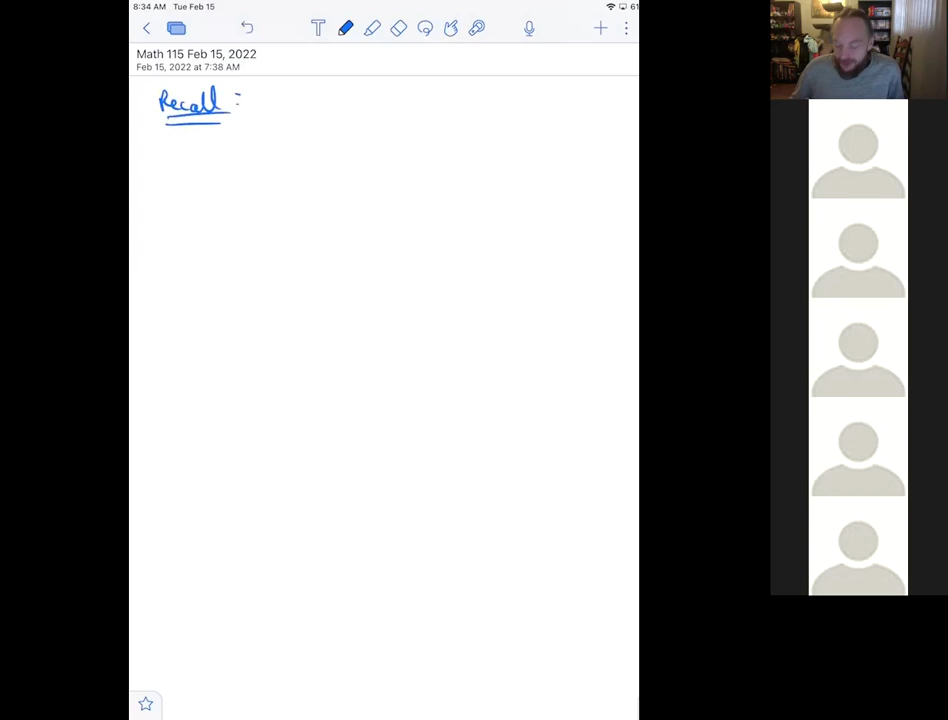 8:34 AM Tue Feb 15
61
T
Math 115 Feb 15, 2022
Feb 15, 2022 at 7:38 AM
Recall :